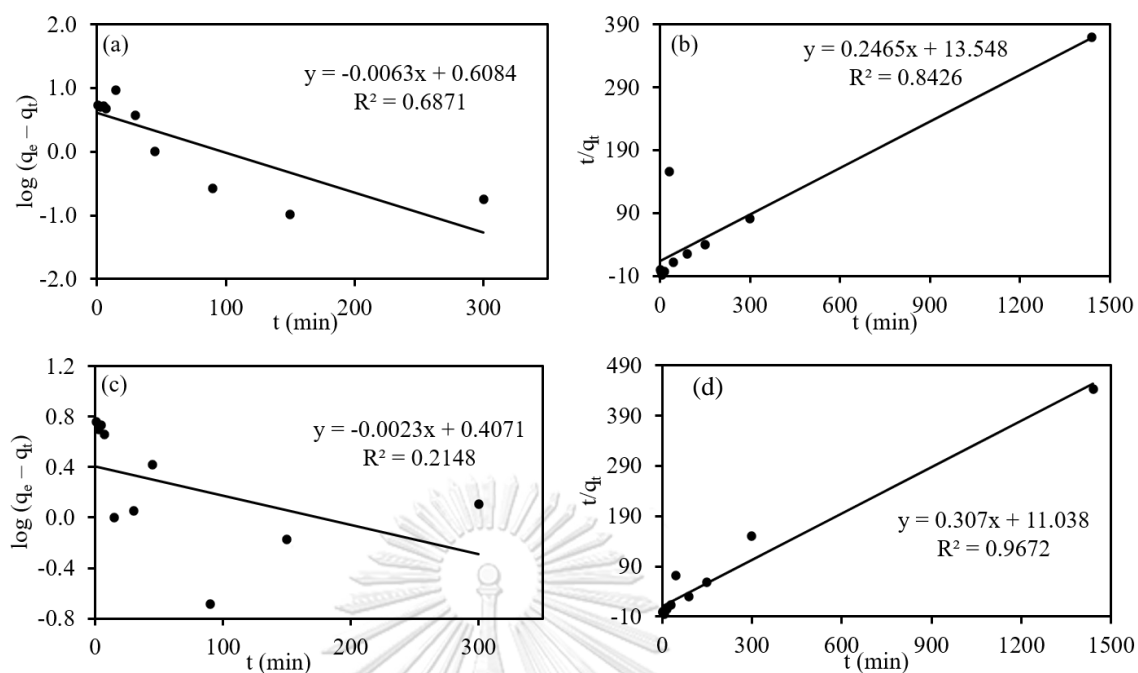 (a)
y = -0.0063x + 0.6084
R² = 0.6871
2.0
1.0
0.0
-1.0
-2.0
log (qₑ − qₜ)
0 100 200 300
t (min)
(b)
y = 0.2465x + 13.548
R² = 0.8426
390
290
190
90
-10
t/qₜ
0 300 600 900 1200 1500
t (min)
(c)
y = -0.0023x + 0.4071
R² = 0.2148
1.2
0.8
0.4
0.0
-0.4
-0.8
log (qₑ − qₜ)
0 100 200 300
t (min)
(d)
y = 0.307x + 11.038
R² = 0.9672
490
390
290
190
90
-10
t/qₜ
0 300 600 900 1200 1500
t (min)